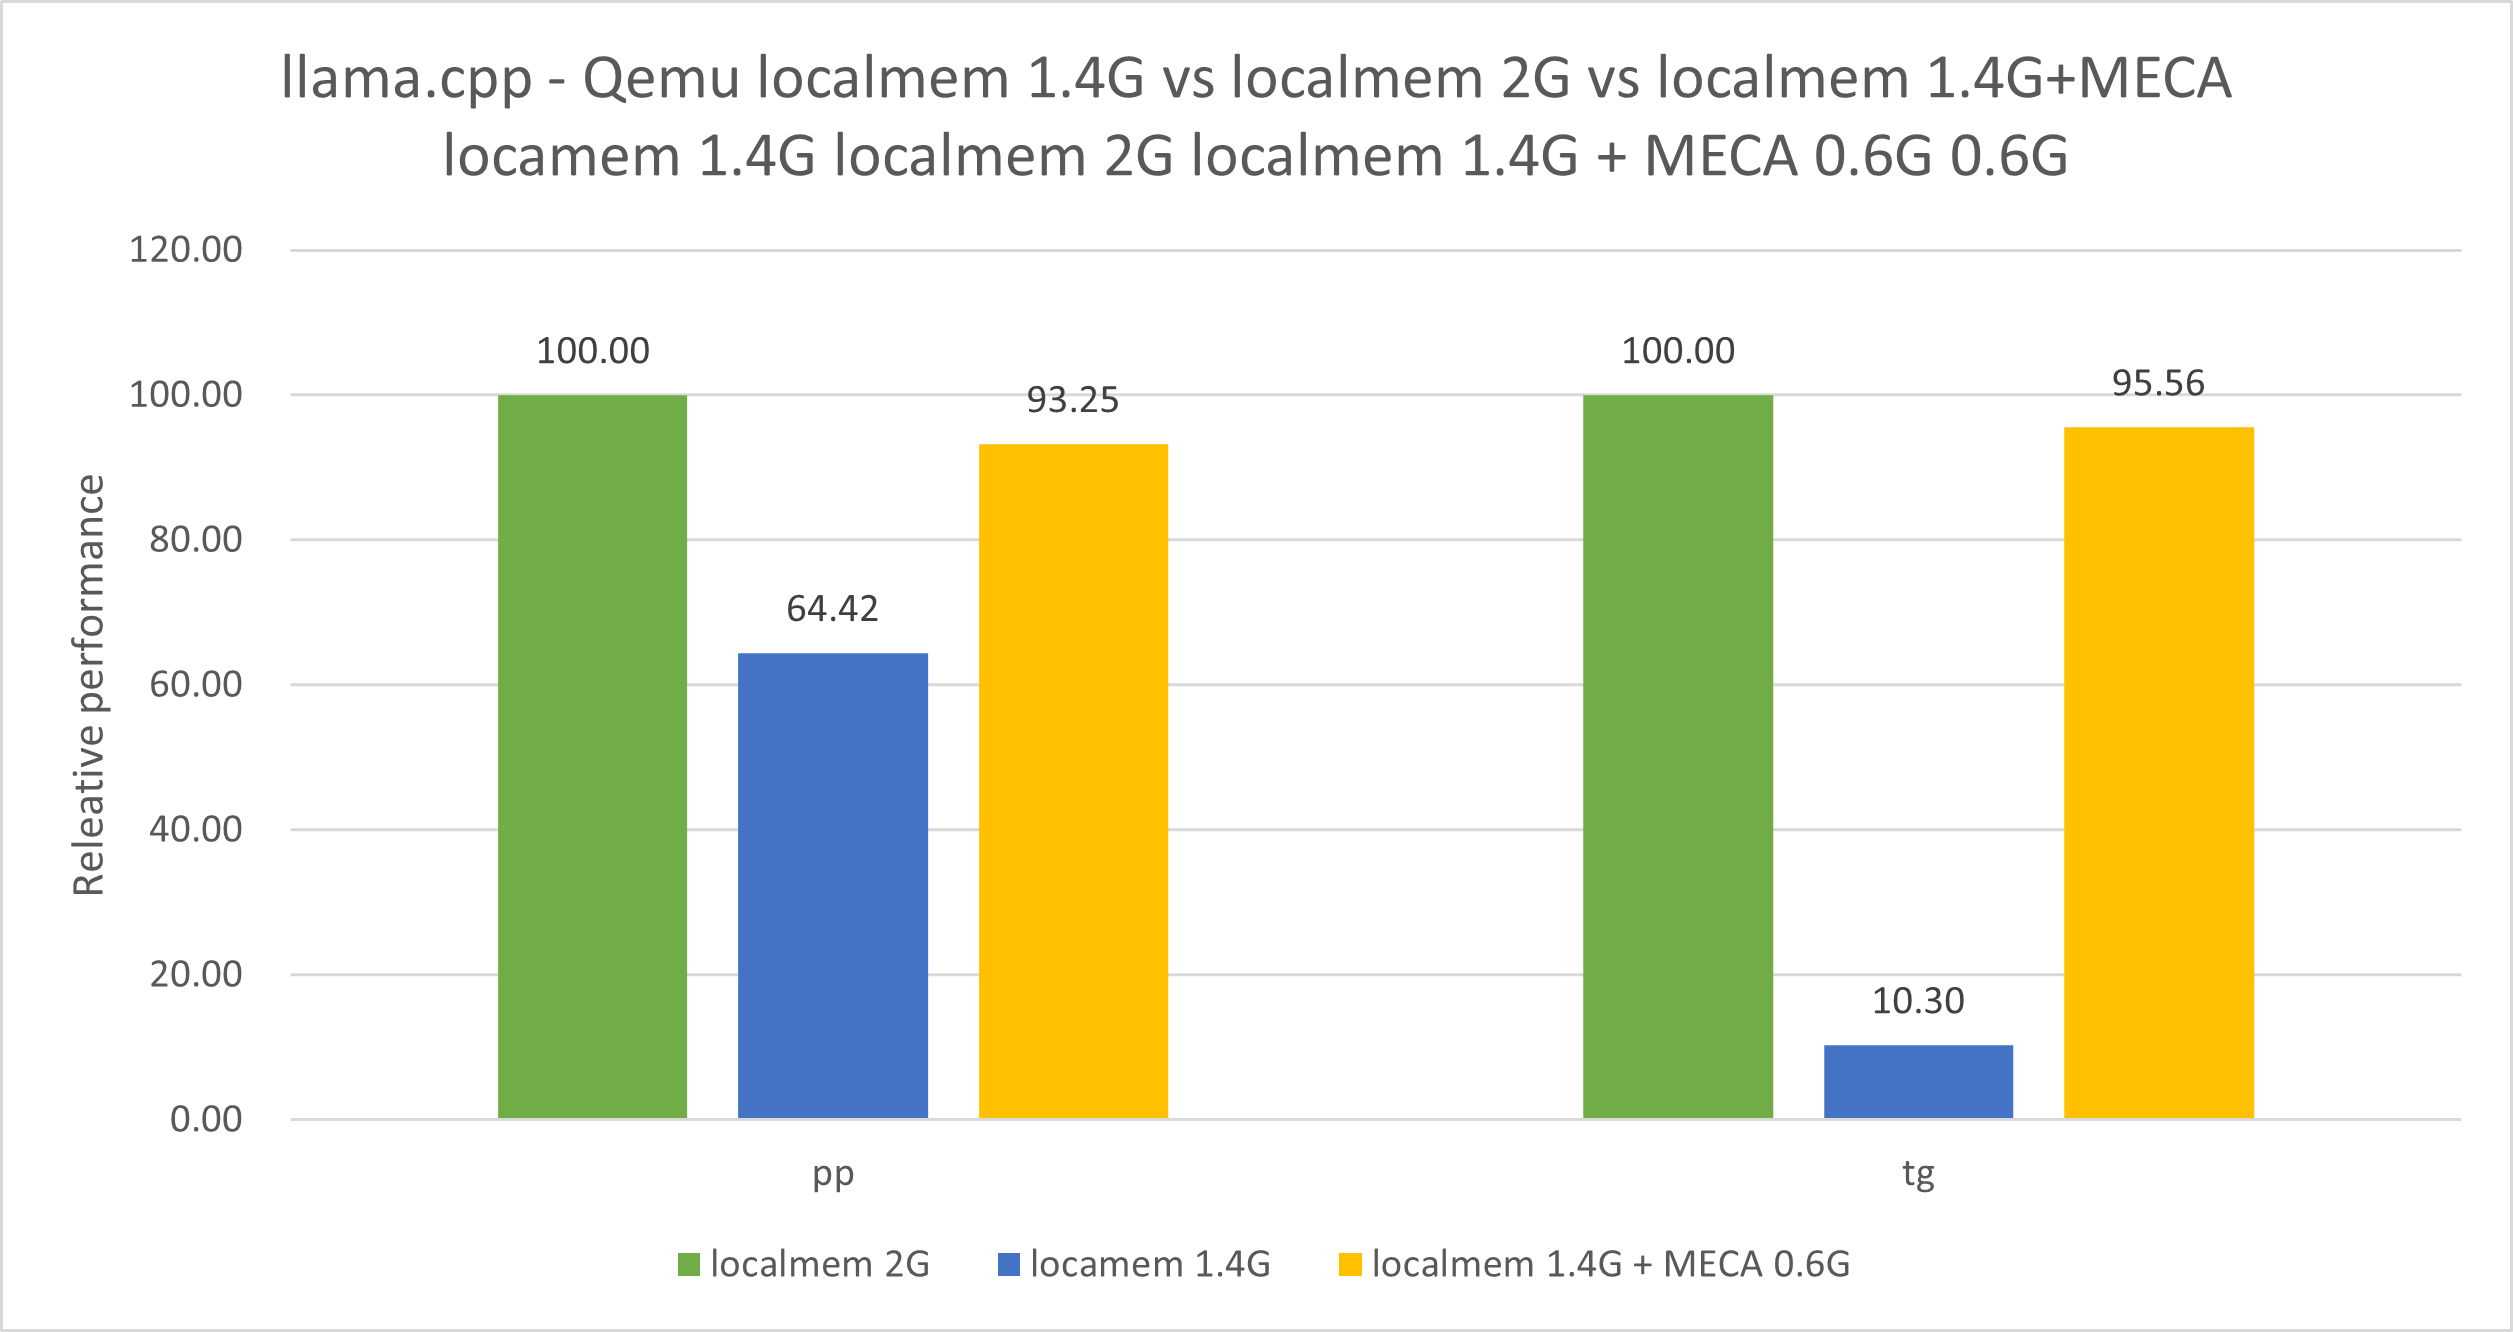 llama.cpp - Qemu localmen 1.4G vs localmen 2G vs localmem 1.4G+MECA
locamem 1.4G localmem 2G localmem 1.4G + MECA 0.6G 0.6G
120.00
100.00
80.00
60.00
40.00
20.00
0.00
Releative performance
100.00
64.42
93.25
100.00
10.30
95.56
pp
tg
localmem 2G
locamem 1.4G
localmem 1.4G + MECA 0.6G